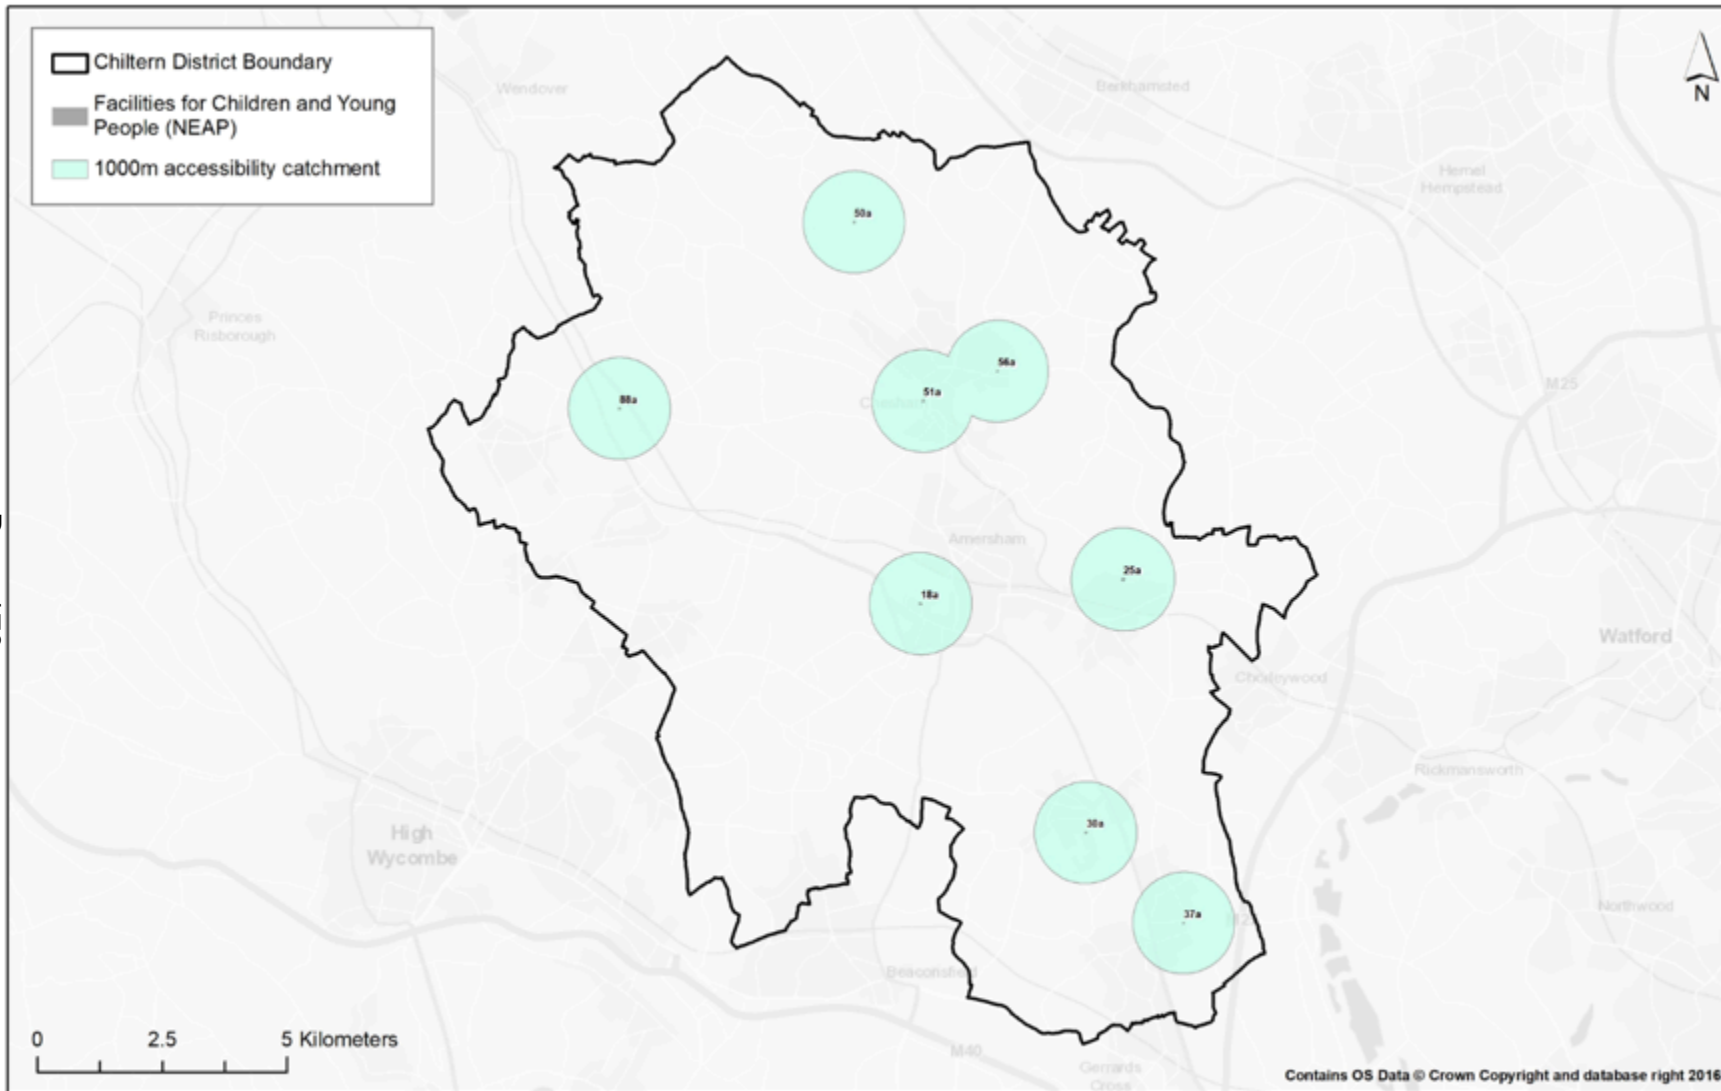 Chiltern District Boundary
Facilities for Children and Young
People (NEAP)
1000m accessibility catchment
N
Wendover
Berkhamsted
Hemel
Hempstead
50a
Princes
Risborough
56a
M25
88a
51a
Amersham
25a
18a
Watford
Chorleywood
Rickmansworth
High
Wycombe
30a
37a
Northwood
Beaconsfield
0 2.5 5 Kilometers
M40
Gerrards
Cross
Contains OS Data © Crown Copyright and database right 2016